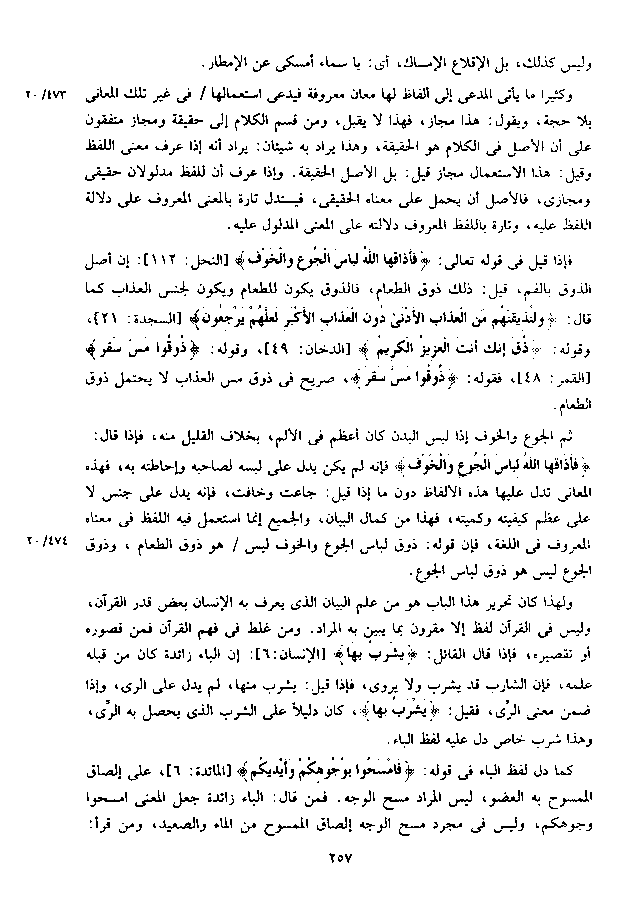 وليس كذلك، بل الإقلاع الإمساك، أى: يا سماء أمسكى عن الإمطار.
٢٠/٤٧٣ وكثيرا ما يأتى المدعى إلى ألفاظ لها معان معروفة فيدعى استعمالها / فى غير تلك المعانى
بلا حجة، ويقول: هذا مجاز، فهذا لا يقبل، ومن قسم الكلام إلى حقيقة ومجاز متفقون
على أن الأصل فى الكلام هو الحقيقة، وهذا يراد به شيئان: يراد أنه إذا عرف معنى اللفظ
وقيل: هذا الاستعمال مجاز قيل: بل الأصل الحقيقة. وإذا عرف أن للفظ مدلولان حقيقى
ومجازى، فالأصل أن يحمل على معناه الحقيقى، فيستدل تارة بالمعنى المعروف على دلالة
اللفظ عليه، وتارة باللفظ المعروف دلالته على المعنى المدلول عليه.
فإذا قيل فى قوله تعالى: ﴿فَأَذَاقَهَا اللَّهُ لِبَاسَ الْجُوعِ وَالْخَوْفِ﴾ [النحل: ١١٢]: إن أصل
الذوق بالفم، قيل: ذلك ذوق الطعام، فالذوق يكون للطعام ويكون لجنس العذاب كما
قال: ﴿وَلَنُذِيقَنَّهُم مِّنَ الْعَذَابِ الأَدْنَىٰ دُونَ الْعَذَابِ الأَكْبَرِ لَعَلَّهُمْ يَرْجِعُونَ﴾ [السجدة: ٢١]،
وقوله: ﴿ذُقْ إِنَّكَ أَنتَ الْعَزِيزُ الْكَرِيمُ﴾ [الدخان: ٤٩]، وقوله: ﴿ذُوقُوا مَسَّ سَقَرَ﴾
[القمر: ٤٨]، فقوله: ﴿ذُوقُوا مَسَّ سَقَرَ﴾، صريح فى ذوق مس العذاب لا يحتمل ذوق
الطعام.
ثم الجوع والخوف إذا لبس البدن كان أعظم فى الألم، بخلاف القليل منه، فإذا قال:
﴿فَأَذَاقَهَا اللَّهُ لِبَاسَ الْجُوعِ وَالْخَوْفِ﴾ فإنه لم يكن يدل على لبسه لصاحبه وإحاطته به، فهذه
المعانى تدل عليها هذه الألفاظ دون ما إذا قيل: جاعت وخافت، فإنه يدل على جنس لا
على عظم كيفيته وكميته، فهذا من كمال البيان، والجميع إنما استعمل فيه اللفظ فى معناه
٢٠/٤٧٤ المعروف فى اللغة، فإن قوله: ذوق لباس الجوع والخوف ليس / هو ذوق الطعام ، وذوق
الجوع ليس هو ذوق لباس الجوع.
ولهذا كان تحرير هذا الباب هو من علم البيان الذى يعرف به الإنسان بعض قدر القرآن،
وليس فى القرآن لفظ إلا مقرون بما يبين به المراد. ومن غلط فى فهم القرآن فمن قصوره
أو تقصيره، فإذا قال القائل: ﴿يَشْرَبُ بِهَا﴾ [الإنسان:٦]: إن الباء زائدة كان من قلة
علمه، فإن الشارب قد يشرب ولا يروى، فإذا قيل: يشرب منها، لم يدل على الرى، وإذا
ضمن معنى الرِّى، فقيل: ﴿يَشْرَبُ بِهَا﴾، كان دليلاً على الشرب الذى يحصل به الرِّى،
وهذا شرب خاص دل عليه لفظ الباء.
كما دل لفظ الباء فى قوله: ﴿فَامْسَحُوا بِوُجُوهِكُمْ وَأَيْدِيكُم﴾ [المائدة: ٦]، على إلصاق
الممسوح به العضو، ليس المراد مسح الوجه. فمن قال: الباء زائدة جعل المعنى امسحوا
وجوهكم، وليس فى مجرد مسح الوجه إلصاق الممسوح من الماء والصعيد، ومن قرأ:
٢٥٧